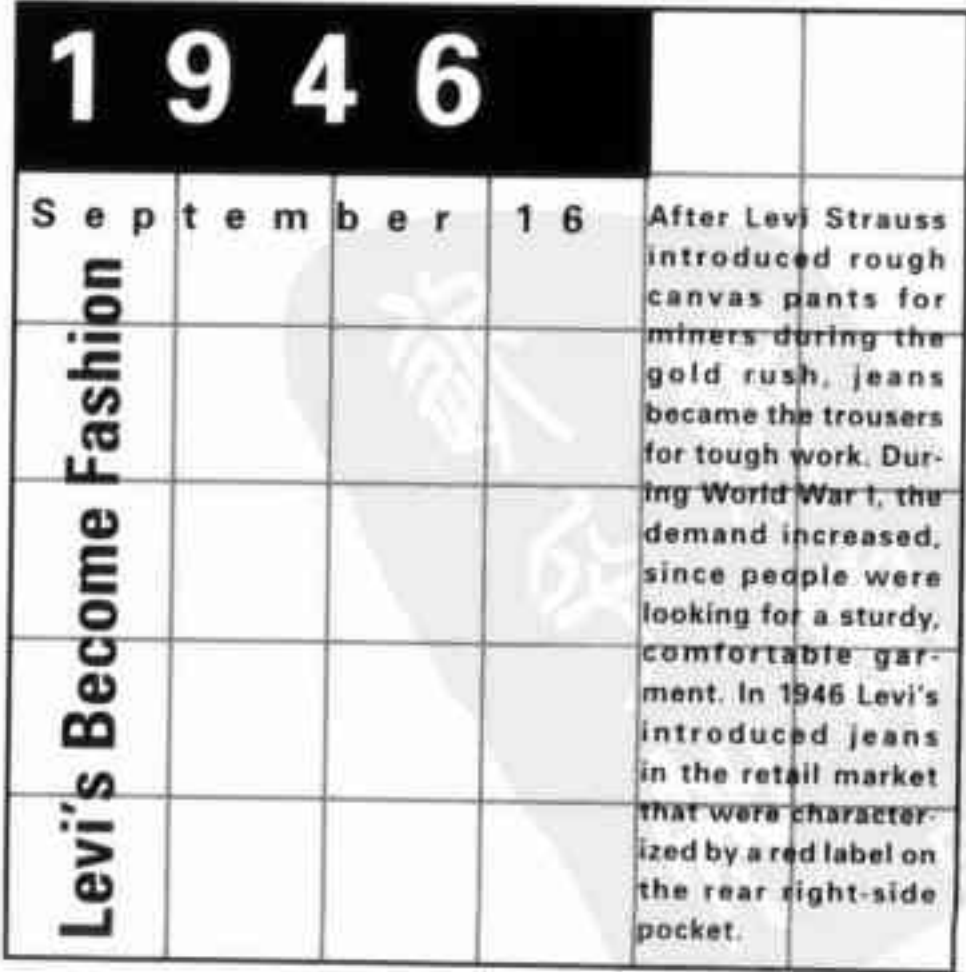 1946
September 16
Levi's Become Fashion
After Levi Strauss
introduced rough
canvas pants for
miners during the
gold rush, jeans
became the trousers
for tough work. Dur-
ing World War I, the
demand increased,
since people were
looking for a sturdy,
comfortable gar-
ment. In 1946 Levi's
introduced jeans
in the retail market
that were character-
ized by a red label on
the rear right-side
pocket.